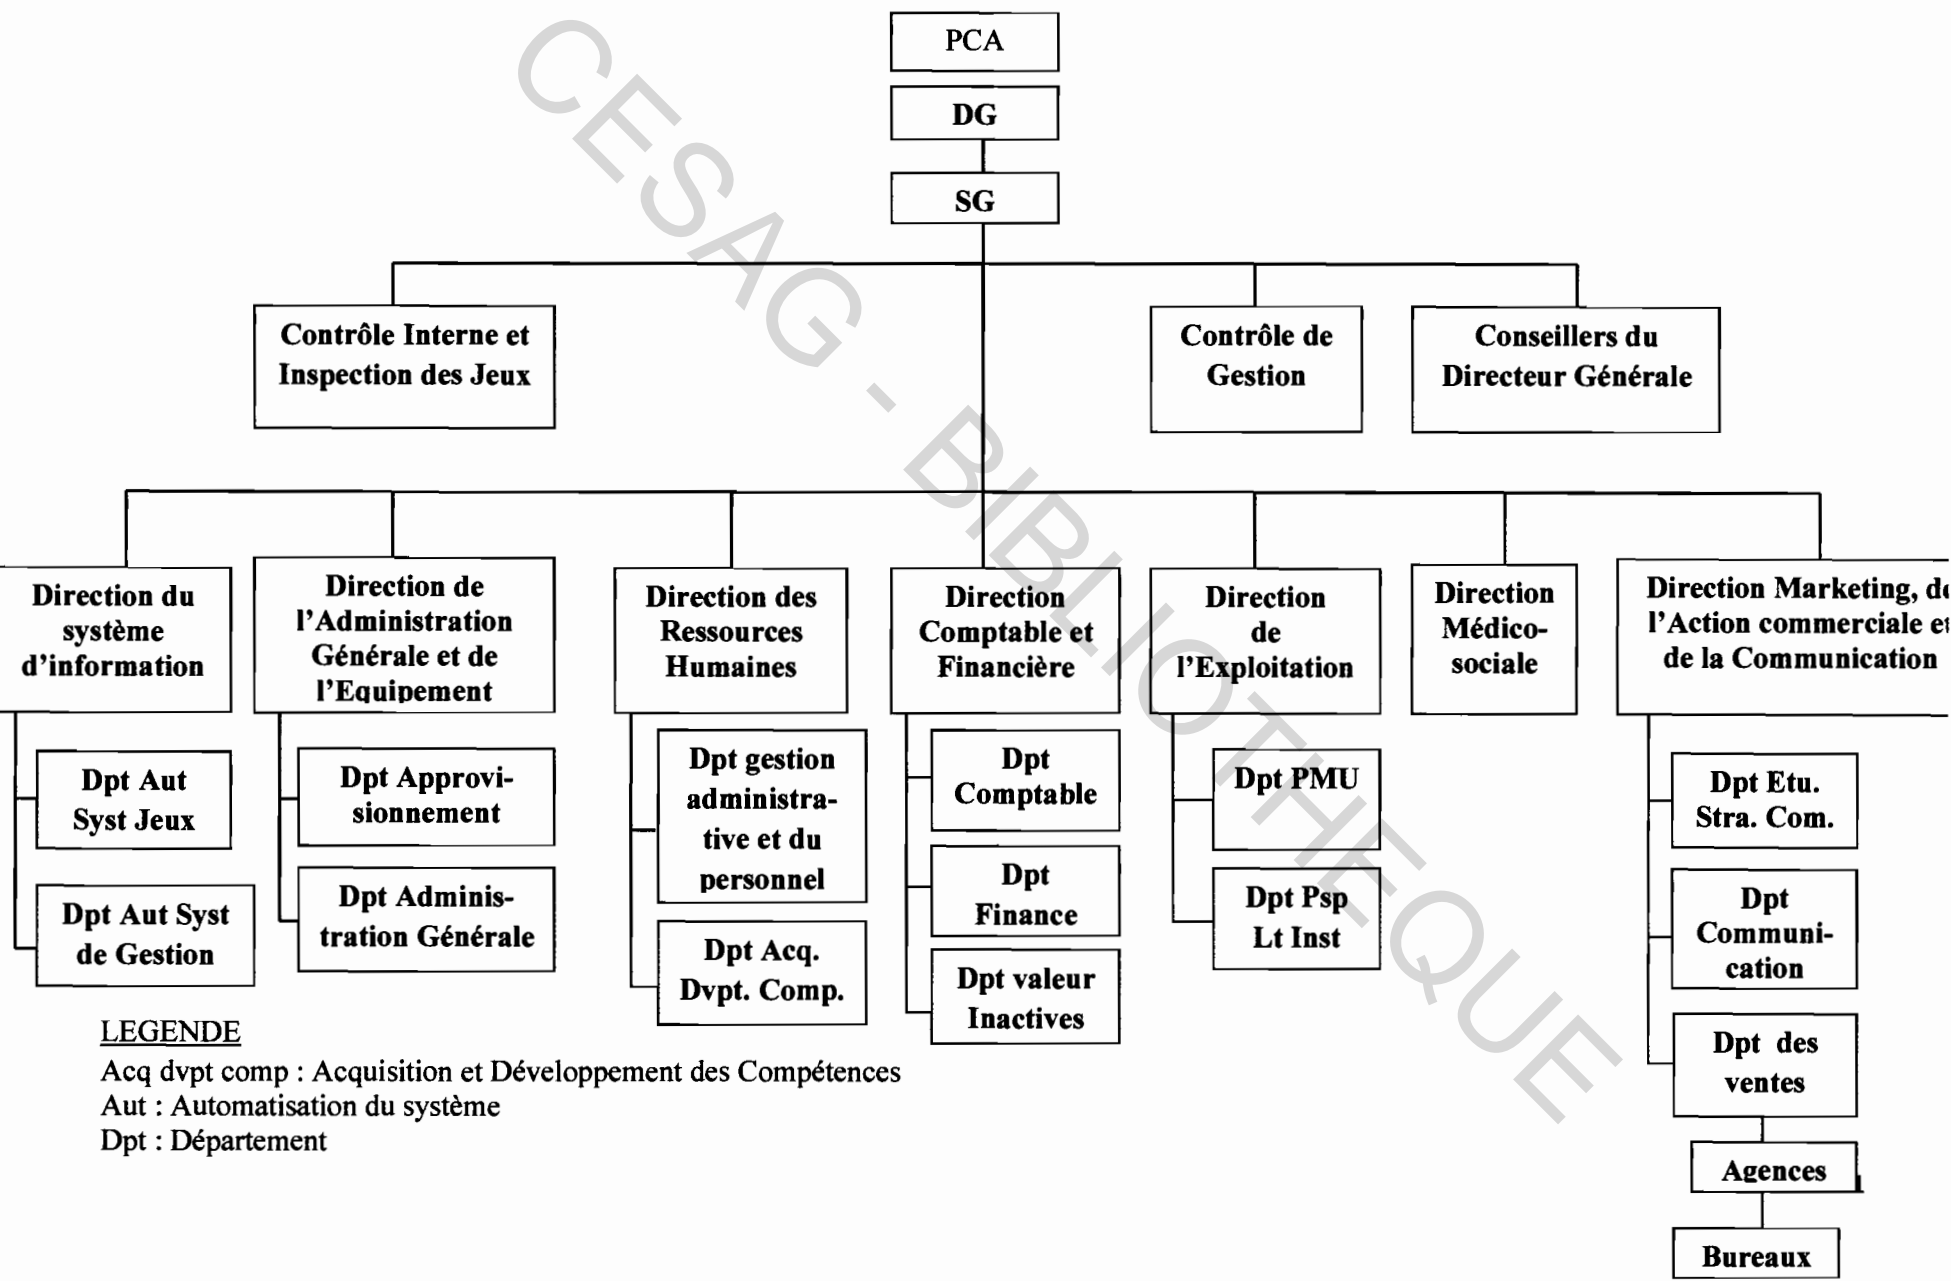 PCA
DG
SG
Contrôle Interne et
Inspection des Jeux
Contrôle de
Gestion
Conseillers du
Directeur Générale
Direction du
système
d'information
Direction de
l'Administration
Générale et de
l'Equipement
Direction des
Ressources
Humaines
Direction
Comptable et
Financière
Direction
de
l'Exploitation
Direction
Médico-
sociale
Direction Marketing, de
l'Action commerciale et
de la Communication
Dpt Aut
Syst Jeux
Dpt Aut Syst
de Gestion
Dpt Approvi-
sionnement
Dpt Adminis-
tration Générale
Dpt gestion
administra-
tive et du
personnel
Dpt Acq.
Dvpt. Comp.
Dpt
Comptable
Dpt
Finance
Dpt valeur
Inactives
Dpt PMU
Dpt Psp
Lt Inst
Dpt Etu.
Stra. Com.
Dpt
Communi-
cation
Dpt des
ventes
Agences
Bureaux
LEGENDE
Acq dvpt comp : Acquisition et Développement des Compétences
Aut : Automatisation du système
Dpt : Département
CESAG - BIBLIOTHEQUE